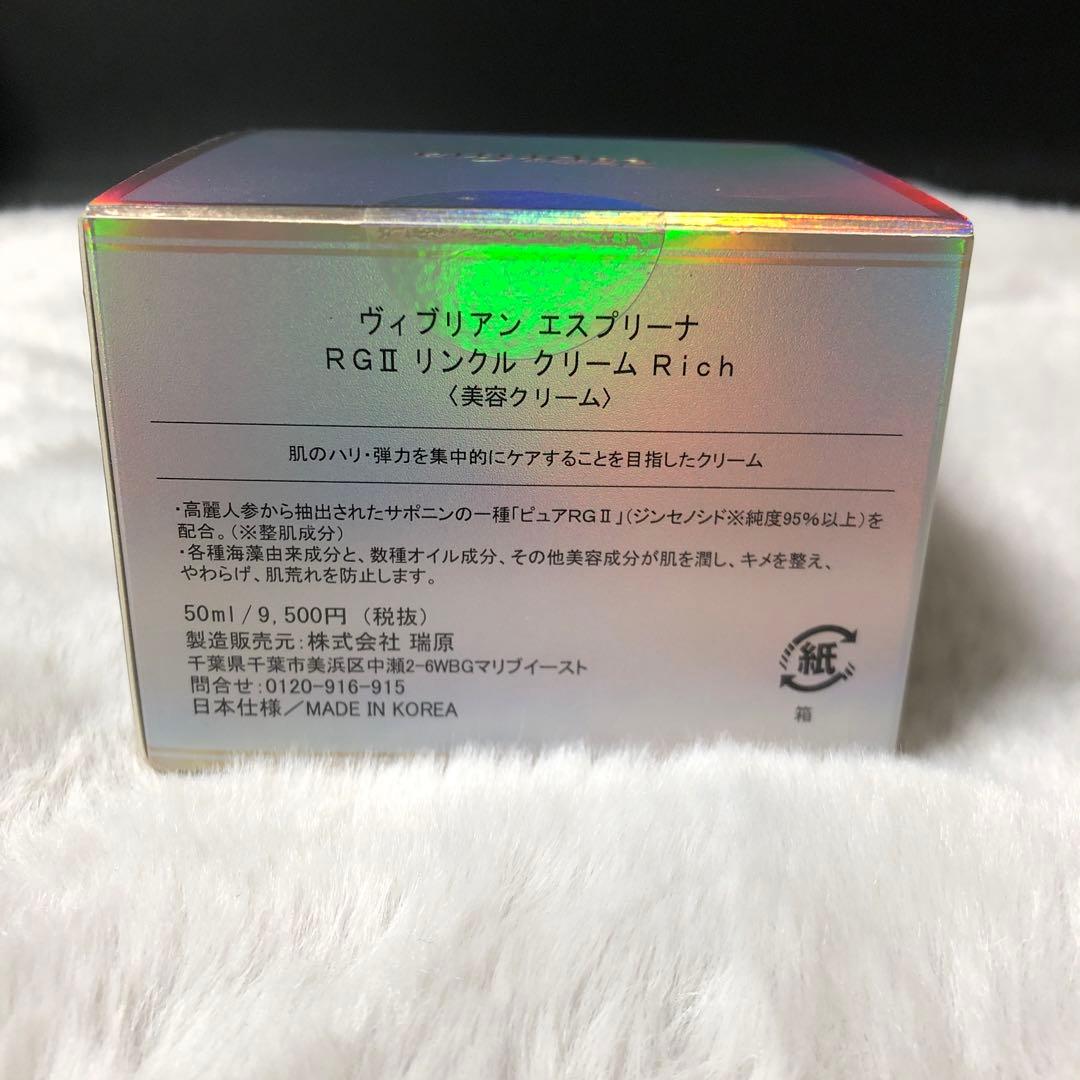 ヴィブリアン エスプリーナ
RGⅡ リンクル クリーム Rich
〈美容クリーム〉
肌のハリ・弾力を集中的にケアすることを目指したクリーム
・高麗人参から抽出されたサポニンの一種「ピュアRGⅡ」(ジンセノシド※純度95%以上)を
配合。(※整肌成分)
・各種海藻由来成分と、数種オイル成分、その他美容成分が肌を潤し、キメを整え、
やわらげ、肌荒れを防止します。
50ml/9,500円 (税抜)
製造販売元:株式会社 瑞原
千葉県千葉市美浜区中瀬2-6WBGマリブイースト
問合せ:0120-916-915
日本仕様/MADE IN KOREA
紙
箱